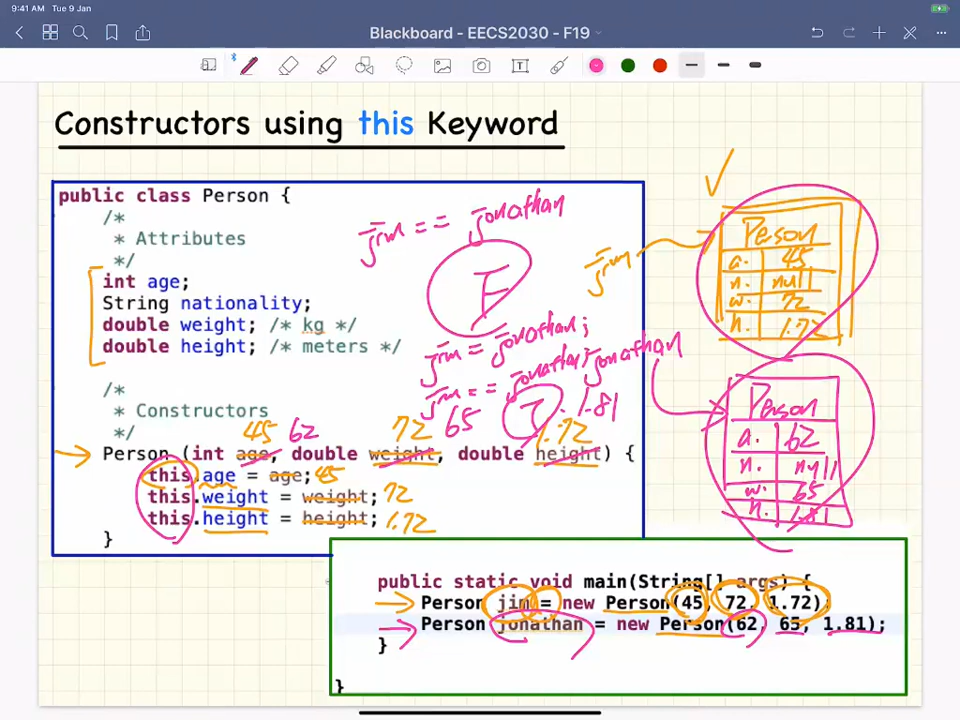 9:41 AM Tue 9 Jan
Blackboard - EECS2030 - F19
Constructors using this Keyword
public class Person {
/*
* Attributes
*/
int age;
String nationality;
double weight; /* kg */
double height; /* meters */
/*
* Constructors
*/
45 62 72 65 1.72 1.81
Person (int age, double weight, double height) {
this.age = age; 45
this.weight = weight; 72
this.height = height; 1.72
}
jim == jonathan
F
jim = jonathan;
jim == jonathan
T
jim
Person
a. 45
n. null
w. 72
h. 1.72
jonathan
Person
a. 62
n. null
w. 65
h. 1.81
public static void main(String[] args) {
Person jim = new Person(45, 72, 1.72);
Person jonathan = new Person(62, 65, 1.81);
}
}